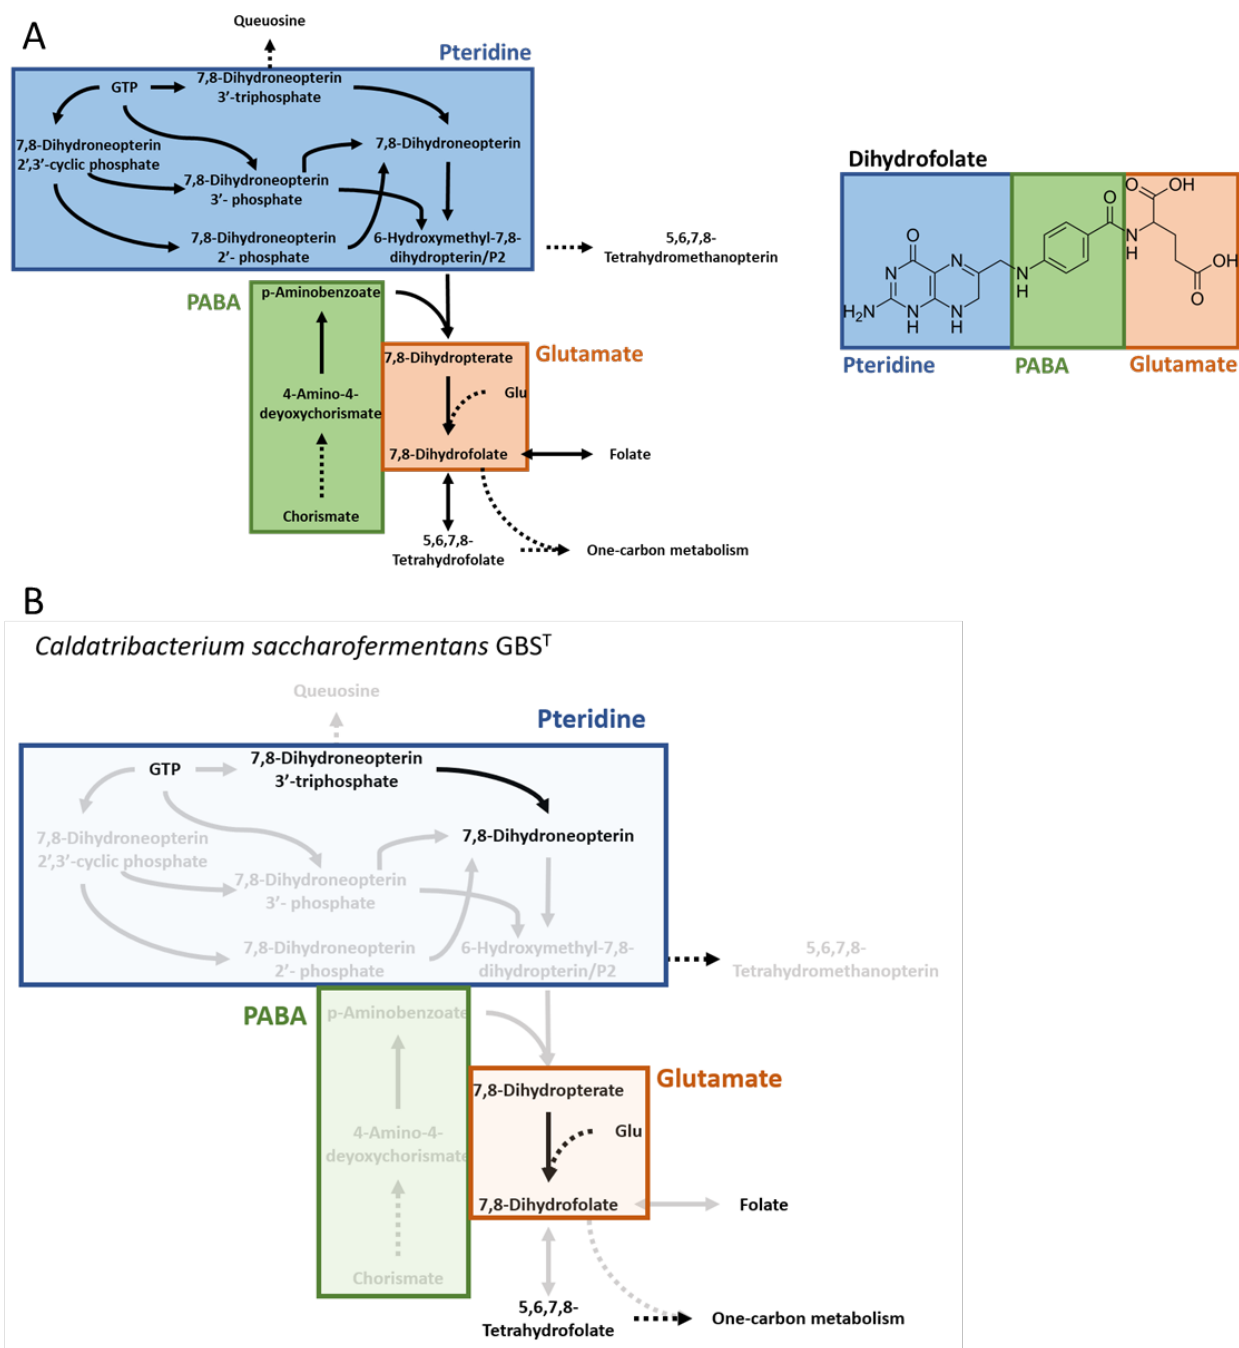 A
Queuosine
Pteridine
GTP
7,8-Dihydroneopterin
3'-triphosphate
7,8-Dihydroneopterin
2',3'-cyclic phosphate
7,8-Dihydroneopterin
7,8-Dihydroneopterin
3'- phosphate
7,8-Dihydroneopterin
2'- phosphate
6-Hydroxymethyl-7,8-
dihydropterin/P2
5,6,7,8-
Tetrahydromethanopterin
PABA
p-Aminobenzoate
4-Amino-4-
deyoxychorismate
Chorismate
Glutamate
7,8-Dihydropterate
Glu
7,8-Dihydrofolate
Folate
5,6,7,8-
Tetrahydrofolate
One-carbon metabolism
Dihydrofolate
O
N
N
H2N
N
H
N
H
N
H
O
N
H
O
OH
OH
O
Pteridine
PABA
Glutamate
B
Caldatribacterium saccharofermentans GBST
Queuosine
Pteridine
GTP
7,8-Dihydroneopterin
3'-triphosphate
7,8-Dihydroneopterin
2',3'-cyclic phosphate
7,8-Dihydroneopterin
7,8-Dihydroneopterin
3'- phosphate
7,8-Dihydroneopterin
2'- phosphate
6-Hydroxymethyl-7,8-
dihydropterin/P2
5,6,7,8-
Tetrahydromethanopterin
PABA
p-Aminobenzoate
4-Amino-4-
deyoxychorismate
Chorismate
Glutamate
7,8-Dihydropterate
Glu
7,8-Dihydrofolate
Folate
5,6,7,8-
Tetrahydrofolate
One-carbon metabolism